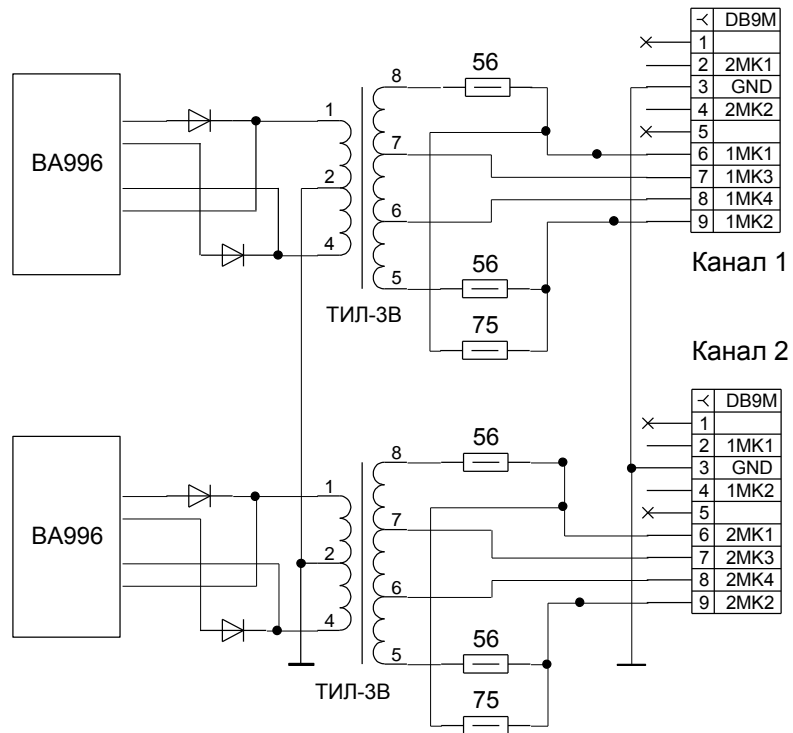 DB9M
1
2 2MK1
3 GND
4 2MK2
5
6 1MK1
7 1MK3
8 1MK4
9 1MK2
Канал 1
56
8
1
7
BA996
2
6
4
5
56
ТИЛ-3В
75
Канал 2
DB9M
1
2 1MK1
3 GND
4 1MK2
5
6 2MK1
7 2MK3
8 2MK4
9 2MK2
56
8
1
7
BA996
2
6
4
5
56
ТИЛ-3В
75